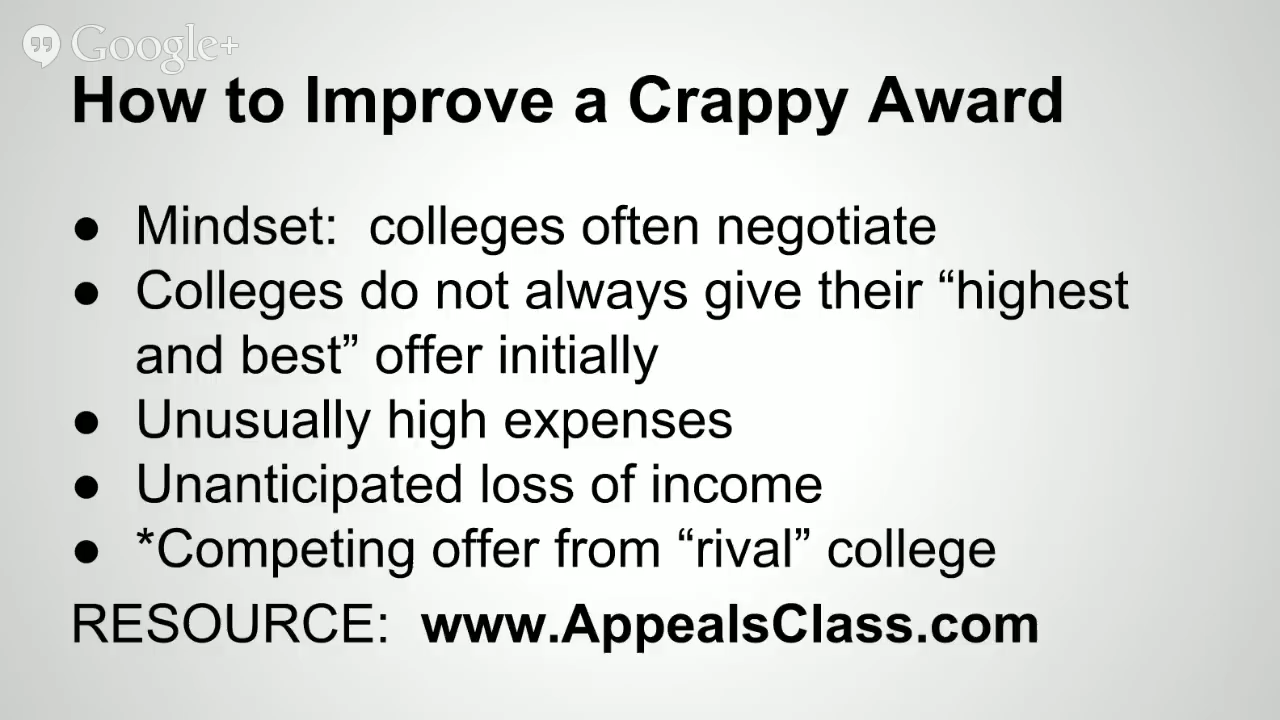 Google+
How to Improve a Crappy Award
● Mindset:  colleges often negotiate
● Colleges do not always give their “highest
and best” offer initially
● Unusually high expenses
● Unanticipated loss of income
● *Competing offer from “rival” college
RESOURCE:  www.AppealsClass.com